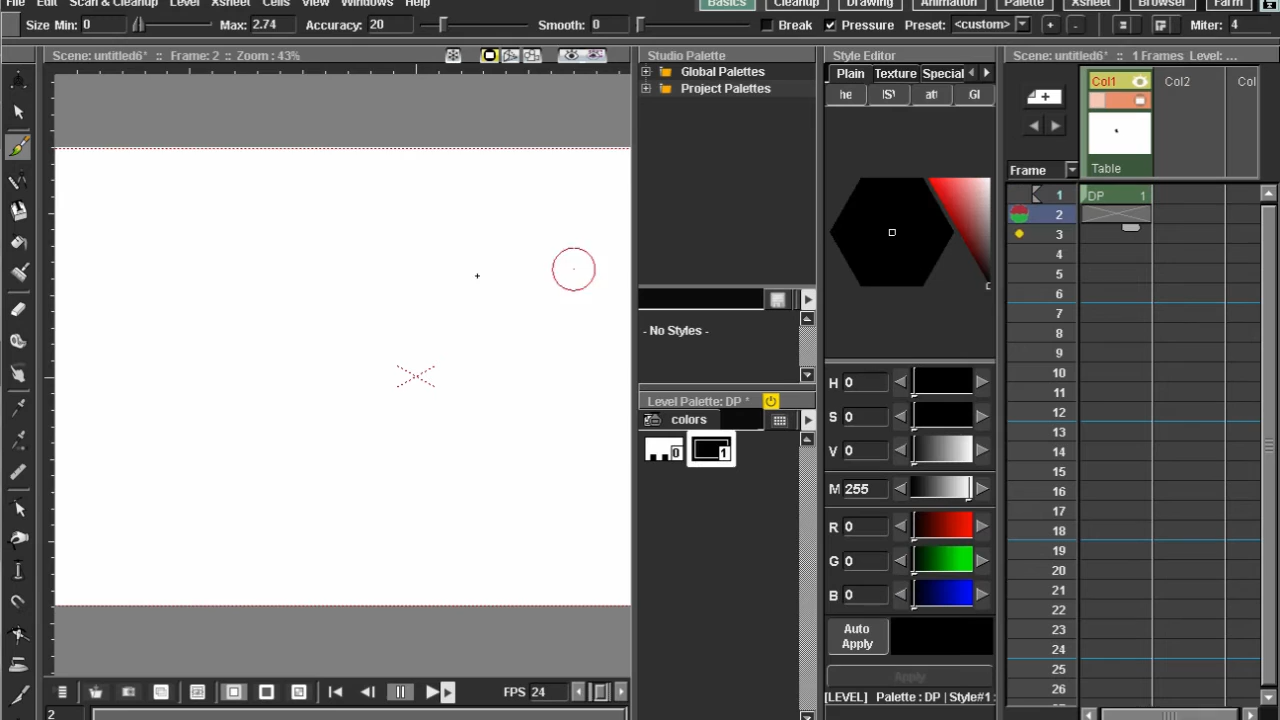 File Edit Scan & Cleanup Level Xsheet Cells View Windows Help Basics Cleanup Drawing Animation Palette Xsheet Browser Farm
Size Min: 0 Max: 2.74 Accuracy: 20 Smooth: 0 Break Pressure Preset: <custom> + - Miter: 4
Scene: untitled6* :: Frame: 2 :: Zoom : 43%
Studio Palette
Global Palettes
Project Palettes
- No Styles -
Level Palette: DP *
colors
0 1
Style Editor
Plain Texture Special
H 0
S 0
V 0
M 255
R 0
G 0
B 0
Auto
Apply
Apply
[LEVEL] Palette : DP | Style#1 :
Scene: untitled6* :: 1 Frames Level: ...
Col1 Col2 Col
Table
Frame
1 DP 1
2
3
4
5
6
7
8
9
10
11
12
13
14
15
16
17
18
19
20
21
22
23
24
25
26
FPS 24
2